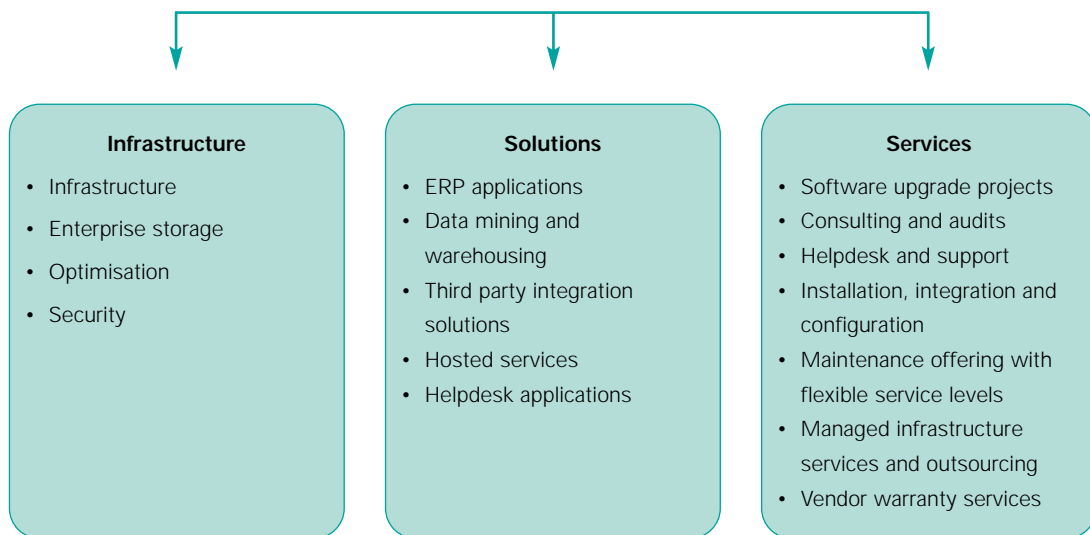 Infrastructure
• Infrastructure
• Enterprise storage
• Optimisation
• Security
Solutions
• ERP applications
• Data mining and
warehousing
• Third party integration
solutions
• Hosted services
• Helpdesk applications
Services
• Software upgrade projects
• Consulting and audits
• Helpdesk and support
• Installation, integration and
configuration
• Maintenance offering with
flexible service levels
• Managed infrastructure
services and outsourcing
• Vendor warranty services